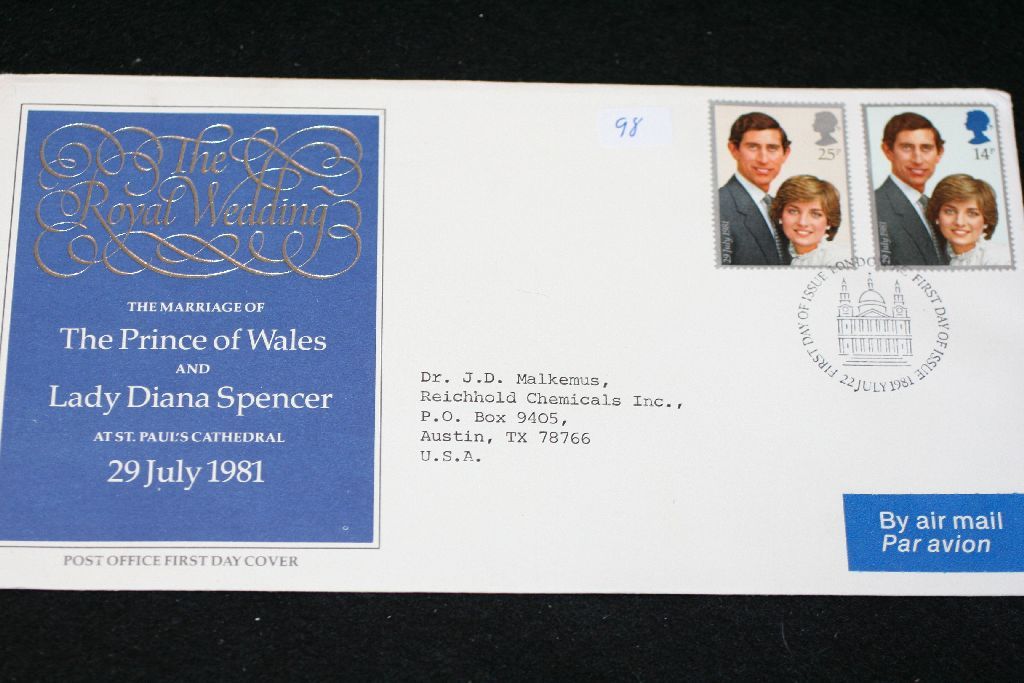 The
Royal Wedding
THE MARRIAGE OF
The Prince of Wales
AND
Lady Diana Spencer
AT ST. PAUL'S CATHEDRAL
29 July 1981
POST OFFICE FIRST DAY COVER
98
25P
29 July 1981
14P
29 July 1981
FIRST DAY OF ISSUE LONDON FIRST DAY OF ISSUE
22 JULY 1981
Dr. J.D. Malkemus,
Reichhold Chemicals Inc.,
P.O. Box 9405,
Austin, TX 78766
U.S.A.
By air mail
Par avion